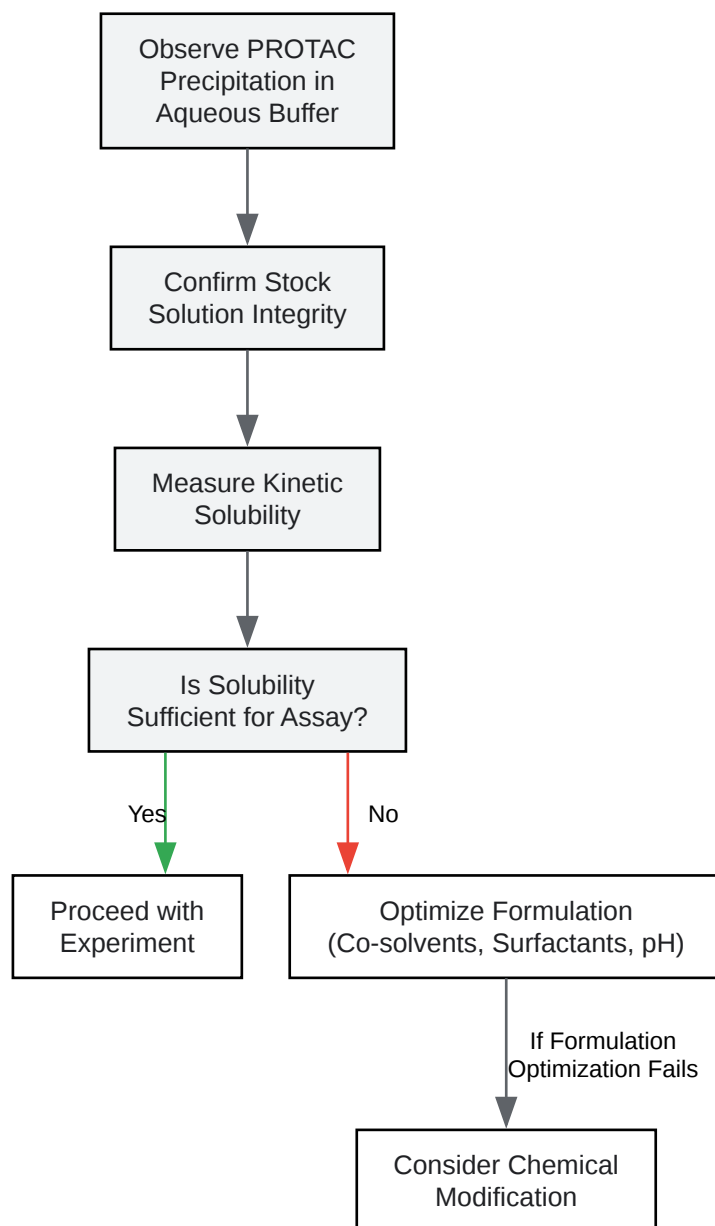 Observe PROTAC
Precipitation in
Aqueous Buffer
Confirm Stock
Solution Integrity
Measure Kinetic
Solubility
Is Solubility
Sufficient for Assay?
Yes
No
Proceed with
Experiment
Optimize Formulation
(Co-solvents, Surfactants, pH)
If Formulation
Optimization Fails
Consider Chemical
Modification